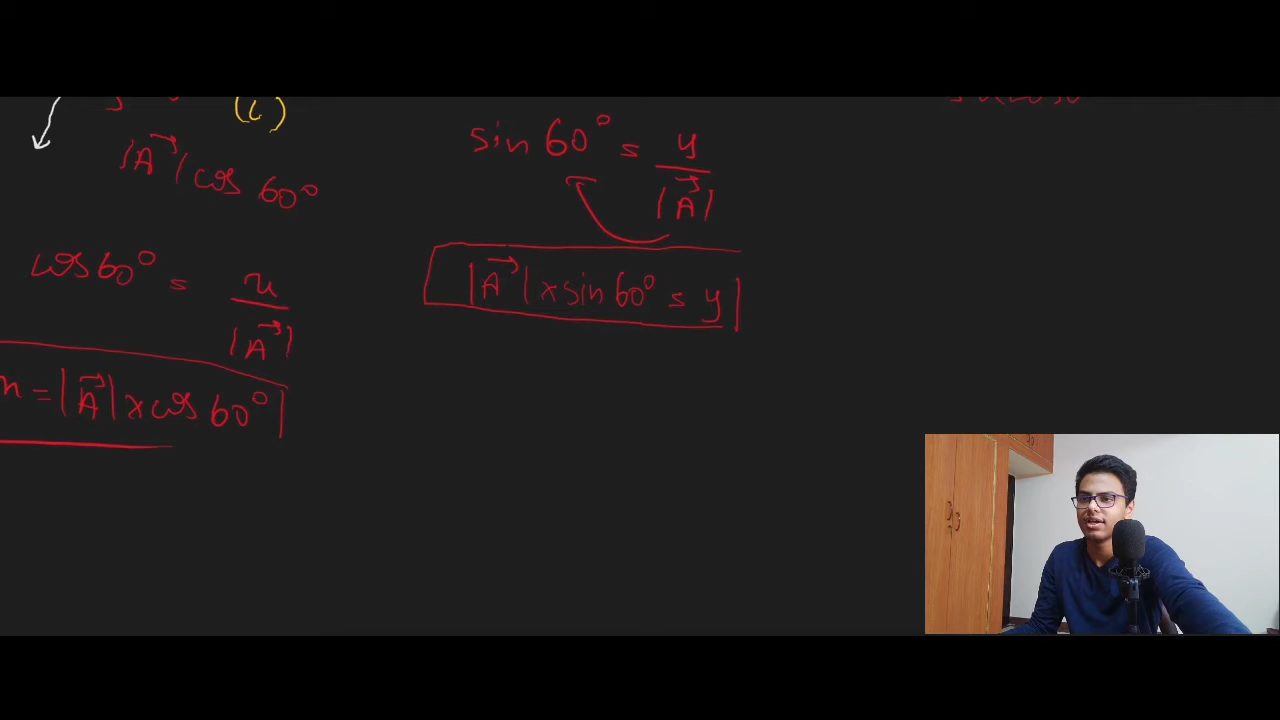 (L)
|A⃗| cos 60°
cos 60° = x
|A⃗|
x = |A⃗| × cos 60° |
sin 60° = y
|A⃗|
|A⃗| × sin 60° = y